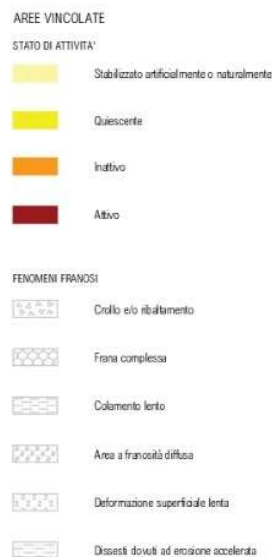 AREE VINCOLATE
STATO DI ATTIVITA'
Stabilizzato artificialmente o naturalmente
Quiescente
Inattivo
Attivo
FENOMENI FRANOSI
Crollo e/o ribaltamento
Frana complessa
Colamento lento
Area a franosità diffusa
Deformazione superficiale lenta
Dissesti dovuti ad erosione accelerata